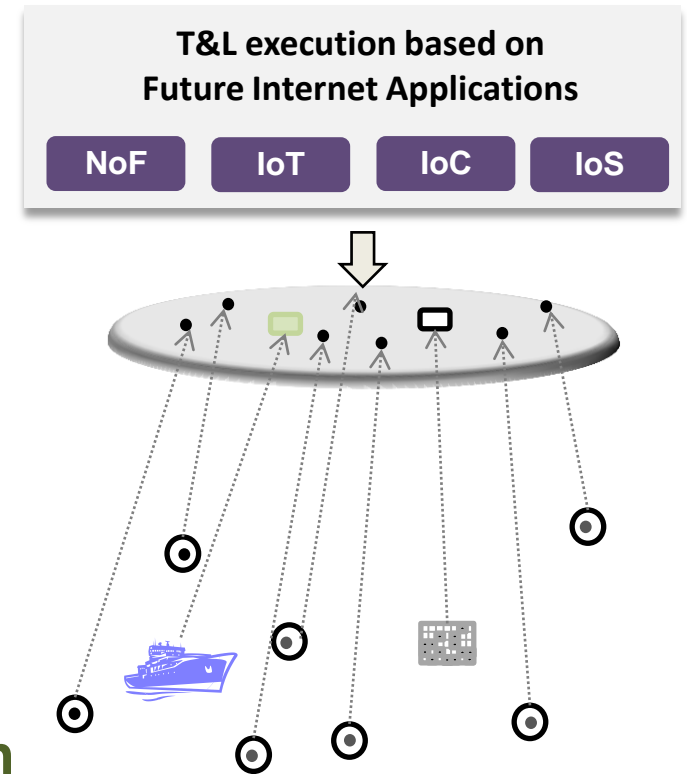 T&L execution based on
Future Internet Applications
NoF IoT IoC IoS